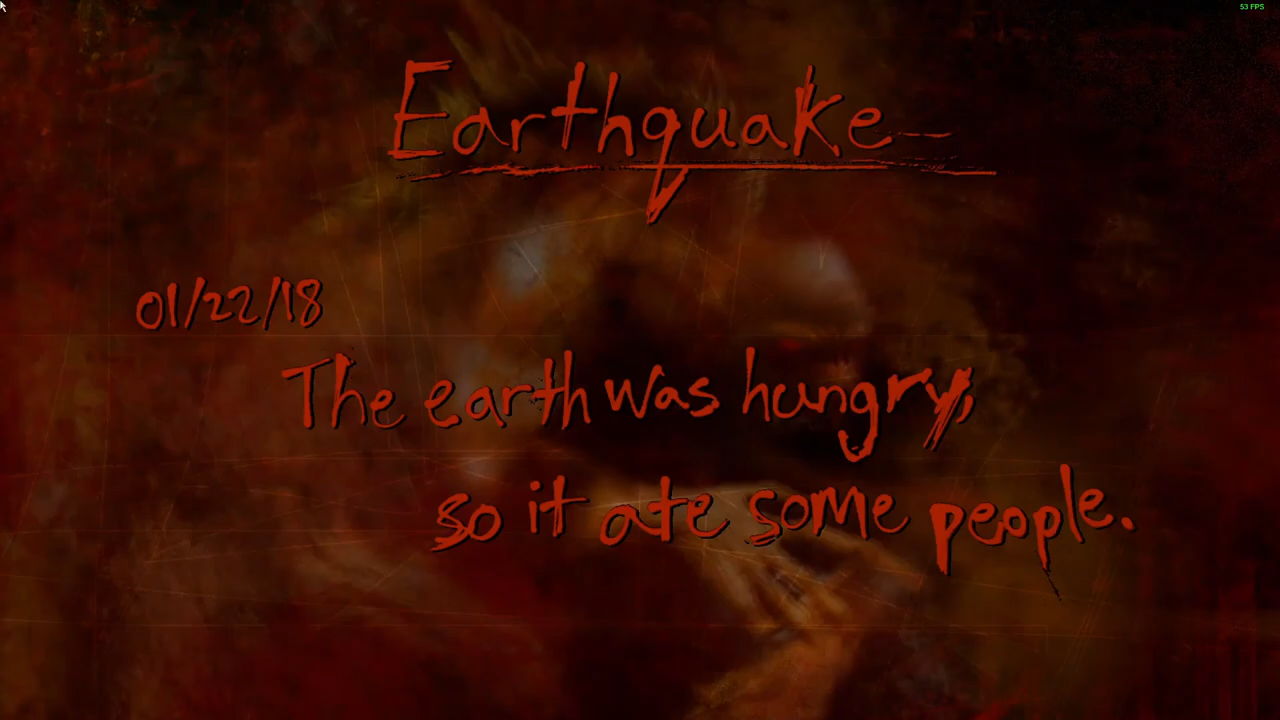 53 FPS
Earthquake
01/22/18
The earth was hungry,
so it ate some people.